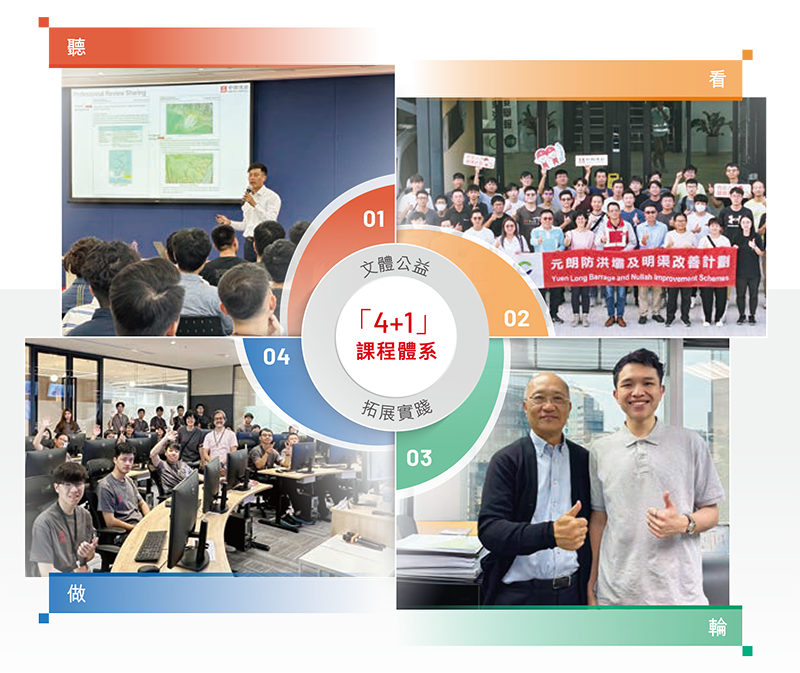 聽
看
Professional Review Sharing
01
元朗防洪壩及明渠改善計劃
Yuen Long Barrage and Nullah Improvement Schemes
02
文體公益
「4+1」
課程體系
拓展實踐
04
03
做
輪